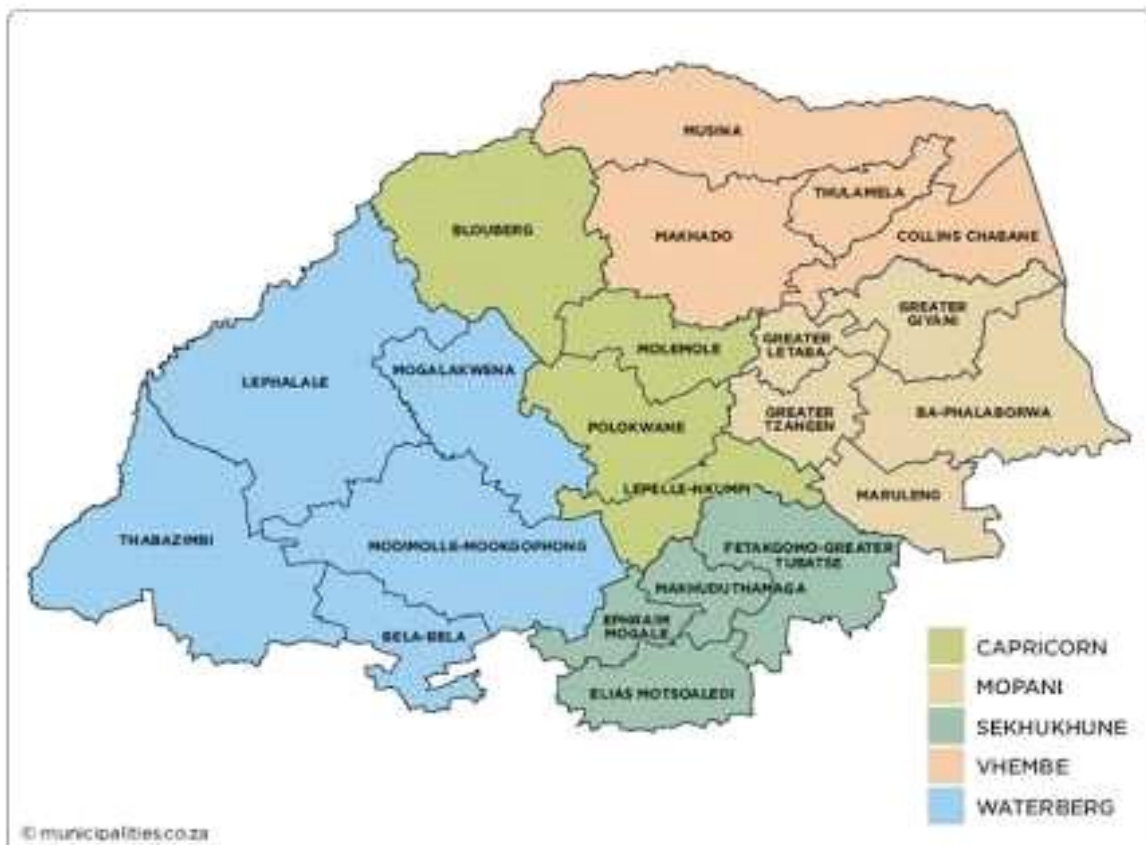 MUSINA
THULAMELA
BLOUBERG
MAKHADO
COLLINS CHABANE
GREATER
GIYANI
MOLEMOLE
GREATER
LETABA
LEPHALALE
MOGALAKWENA
POLOKWANE
GREATER
TZANEEN
BA-PHALABORWA
LEPELLE-NKUMPI
MARULENG
THABAZIMBI
MODIMOLLE-MOOKGOPHONG
FETAKGOMO-GREATER
TUBATSE
MAKHUDUTHAMAGA
EPHRAIM
MOGALE
BELA-BELA
ELIAS MOTSOALEDI
CAPRICORN
MOPANI
SEKHUKHUNE
VHEMBE
WATERBERG
© municipalities.co.za